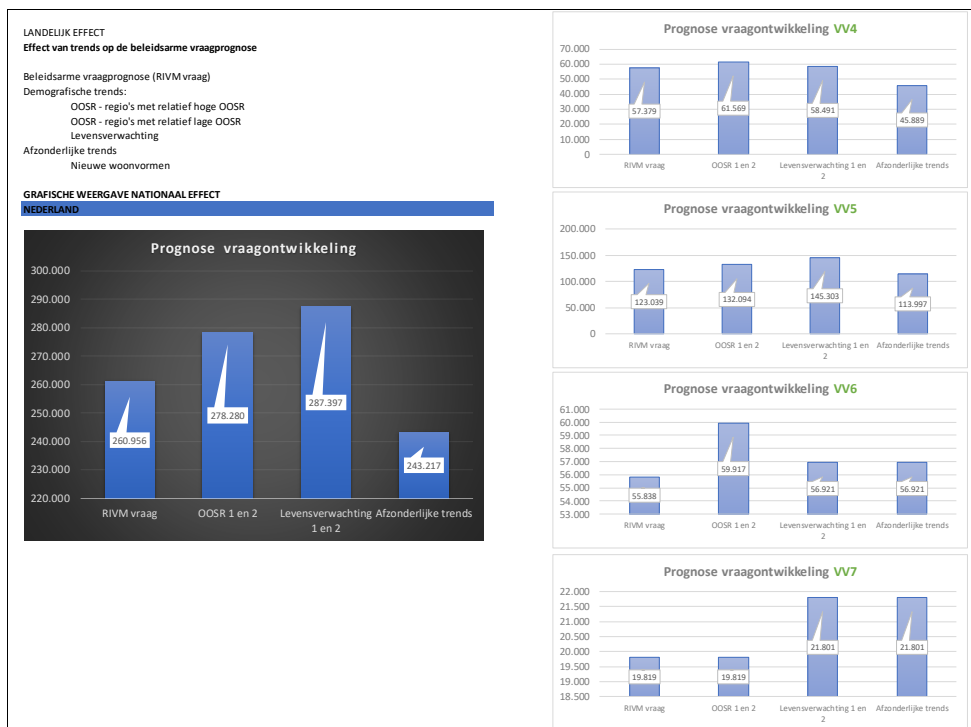 LANDELIJK EFFECT
Effect van trends op de beleidsarme vraagprognose
Beleidsarme vraagprognose (RIVM vraag)
Demografische trends:
OOSR - regio's met relatief hoge OOSR
OOSR - regio's met relatief lage OOSR
Levensverwachting
Afzonderlijke trends
Nieuwe woonvormen
GRAFISCHE WEERGAVE NATIONAAL EFFECT
NEDERLAND
Prognose vraagontwikkeling
300.000
290.000
280.000
270.000
260.000
250.000
240.000
230.000
220.000
260.956
278.280
287.397
243.217
RIVM vraag
OOSR 1 en 2
Levensverwachting
1 en 2
Afzonderlijke trends
Prognose vraagontwikkeling VV4
70.000
60.000
50.000
40.000
30.000
20.000
10.000
0
57.379
61.569
58.491
45.889
RIVM vraag
OOSR 1 en 2
Levensverwachting 1 en
2
Afzonderlijke trends
Prognose vraagontwikkeling VV5
200.000
150.000
100.000
50.000
0
123.039
132.094
145.303
113.997
RIVM vraag
OOSR 1 en 2
Levensverwachting 1 en
2
Afzonderlijke trends
Prognose vraagontwikkeling VV6
61.000
60.000
59.000
58.000
57.000
56.000
55.000
54.000
53.000
55.838
59.917
56.921
56.921
RIVM vraag
OOSR 1 en 2
Levensverwachting 1 en
2
Afzonderlijke trends
Prognose vraagontwikkeling VV7
22.000
21.500
21.000
20.500
20.000
19.500
19.000
18.500
19.819
19.819
21.801
21.801
RIVM vraag
OOSR 1 en 2
Levensverwachting 1 en
2
Afzonderlijke trends